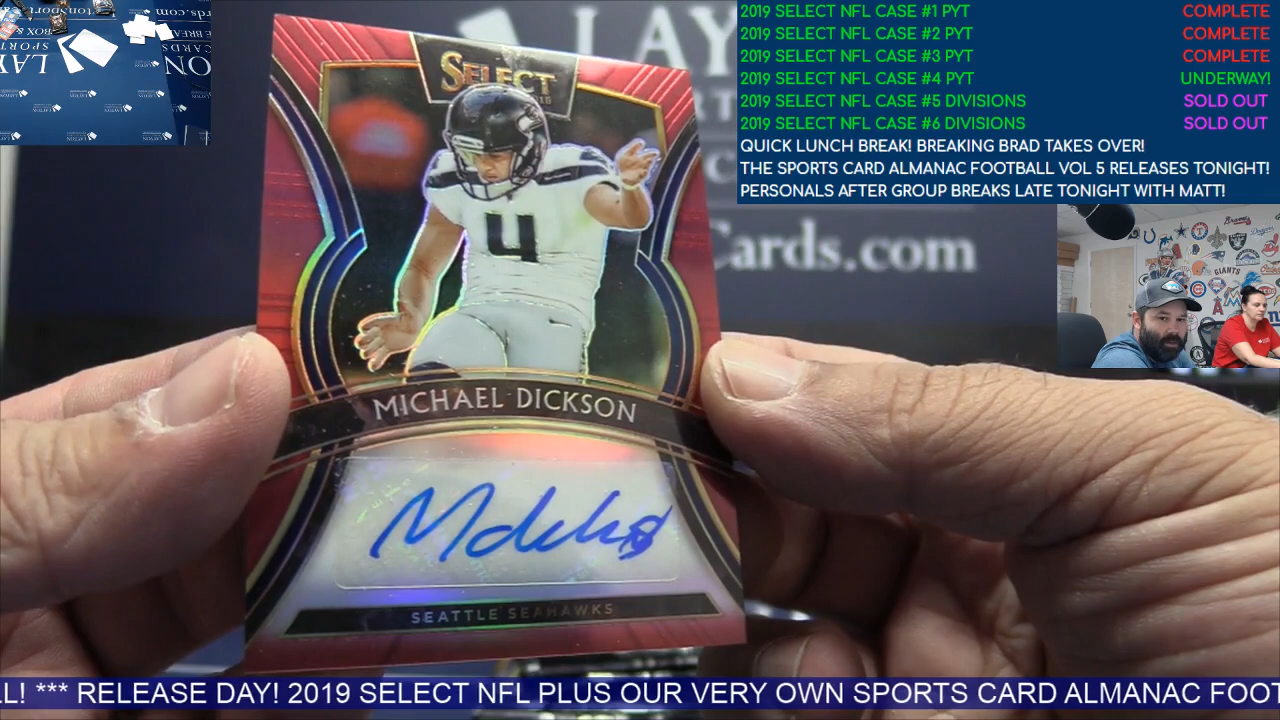 2019 SELECT NFL CASE #1 PYT COMPLETE
2019 SELECT NFL CASE #2 PYT COMPLETE
2019 SELECT NFL CASE #3 PYT COMPLETE
2019 SELECT NFL CASE #4 PYT UNDERWAY!
2019 SELECT NFL CASE #5 DIVISIONS SOLD OUT
2019 SELECT NFL CASE #6 DIVISIONS SOLD OUT
QUICK LUNCH BREAK! BREAKING BRAD TAKES OVER!
THE SPORTS CARD ALMANAC FOOTBALL VOL 5 RELEASES TONIGHT!
PERSONALS AFTER GROUP BREAKS LATE TONIGHT WITH MATT!
LAY
Cards.com
SELECT
4
MICHAEL DICKSON
SEATTLE SEAHAWKS
Braves
GIANTS
L! *** RELEASE DAY! 2019 SELECT NFL PLUS OUR VERY OWN SPORTS CARD ALMANAC FOOT